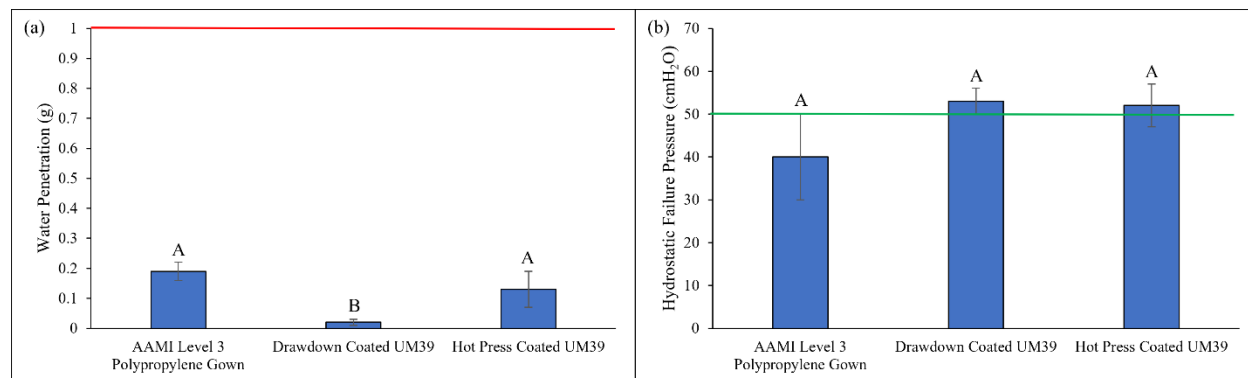 (a)
Water Penetration (g)
1
0.9
0.8
0.7
0.6
0.5
0.4
0.3
0.2
0.1
0
A
B
A
AAMI Level 3
Polypropylene Gown
Drawdown Coated UM39
Hot Press Coated UM39
(b)
Hydrostatic Failure Pressure (cmH₂O)
70
60
50
40
30
20
10
0
A
A
A
AAMI Level 3
Polypropylene Gown
Drawdown Coated UM39
Hot Press Coated UM39